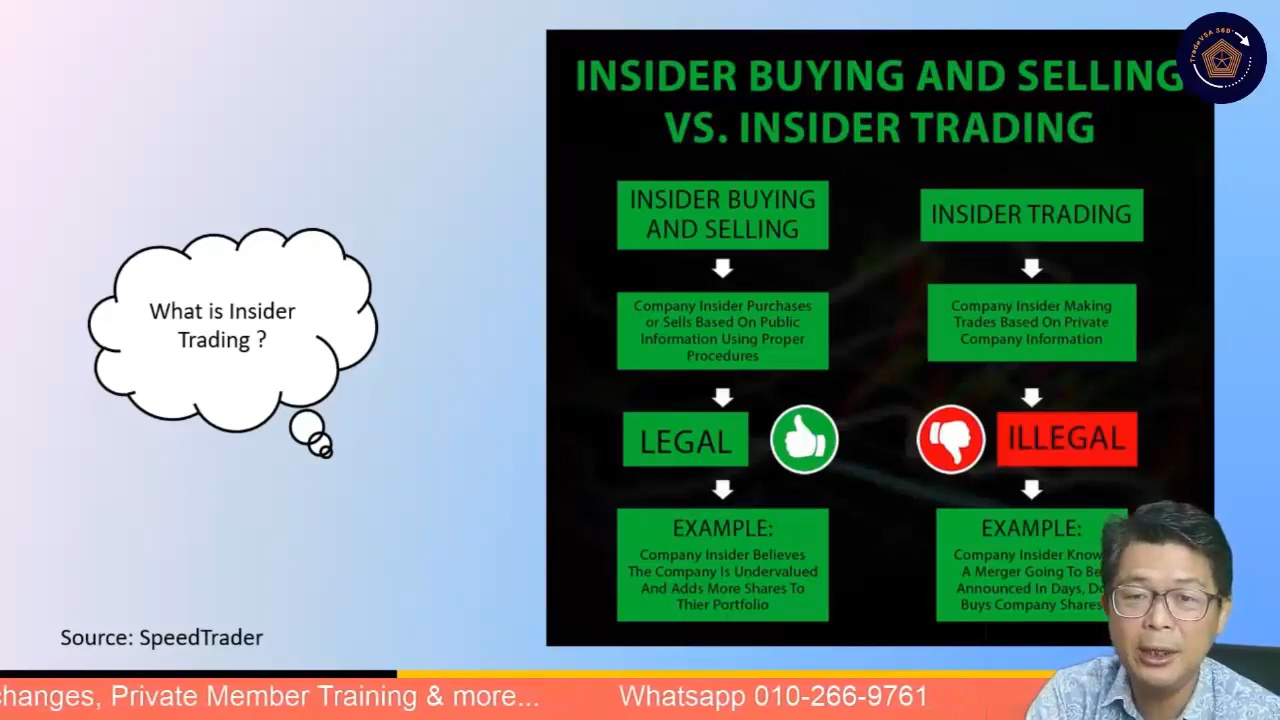 TradeVSA 360°
INSIDER BUYING AND SELLING
VS. INSIDER TRADING
INSIDER BUYING
AND SELLING
Company Insider Purchases
or Sells Based On Public
Information Using Proper
Procedures
LEGAL
EXAMPLE:
Company Insider Believes
The Company Is Undervalued
And Adds More Shares To
Thier Portfolio
INSIDER TRADING
Company Insider Making
Trades Based On Private
Company Information
ILLEGAL
EXAMPLE:
Company Insider Know
A Merger Going To Be
Announced In Days,
Buys Company Shares
What is Insider
Trading ?
Source: SpeedTrader
changes, Private Member Training & more... Whatsapp 010-266-9761